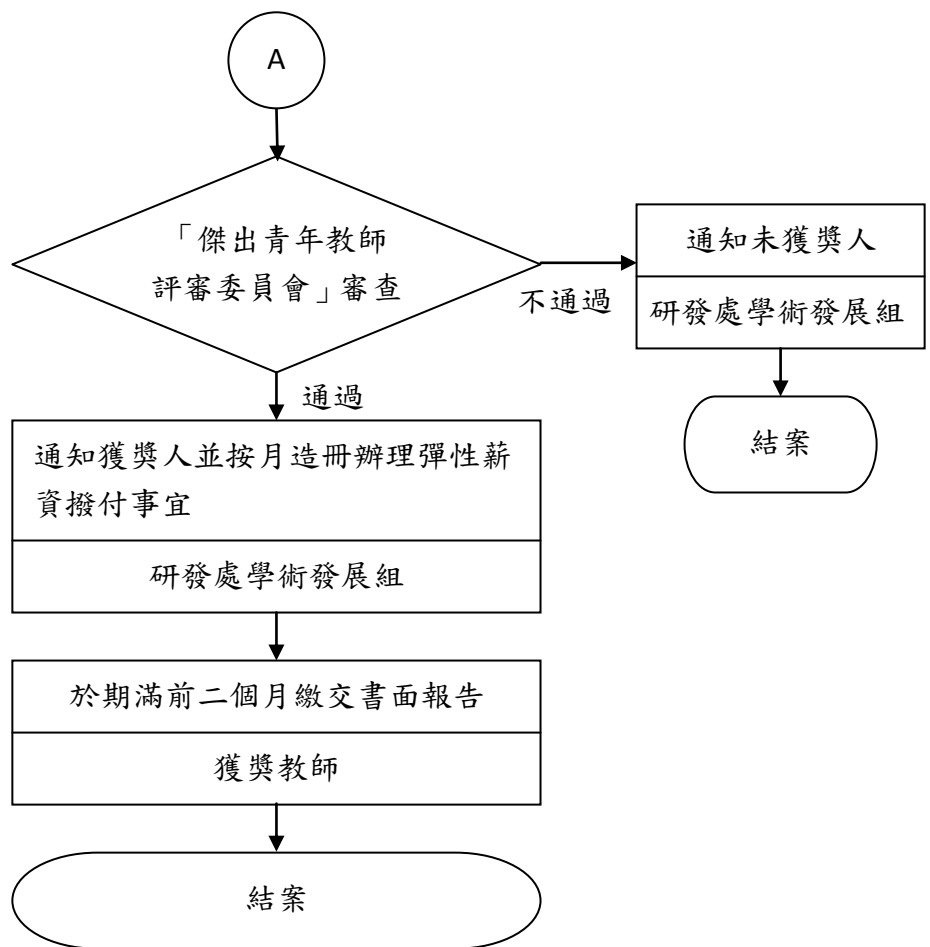 A
「傑出青年教師
評審委員會」審查
不通過
通知未獲獎人
研發處學術發展組
結案
通過
通知獲獎人並按月造冊辦理彈性薪
資撥付事宜
研發處學術發展組
於期滿前二個月繳交書面報告
獲獎教師
結案